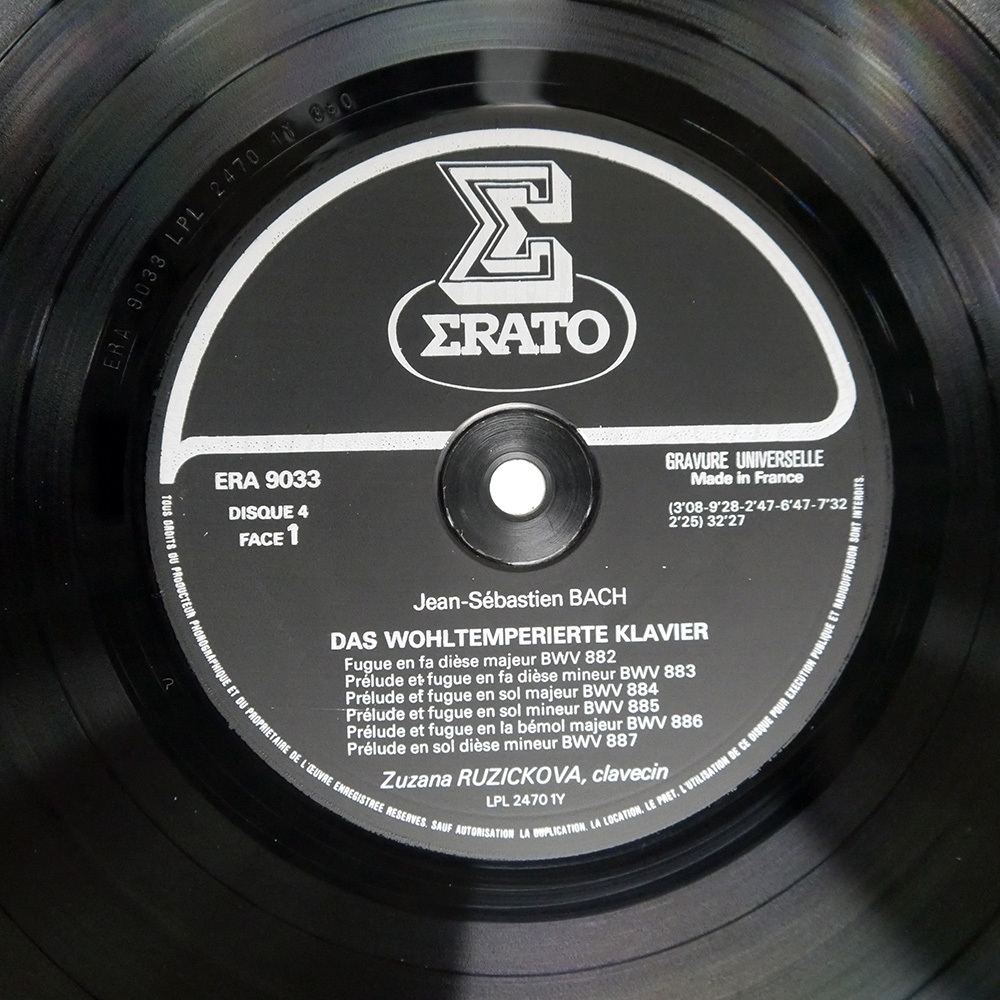 ERA 9033 LPL 2470
ΣRATO
ERA 9033
DISQUE 4
FACE 1
GRAVURE UNIVERSELLE
Made in France
(3'08-9'28-2'47-6'47-7'32
2'25) 32'27
Jean-Sébastien BACH
DAS WOHLTEMPERIERTE KLAVIER
Fugue en fa dièse majeur BWV 882
Prélude et fugue en fa dièse mineur BWV 883
Prélude et fugue en sol majeur BWV 884
Prélude et fugue en sol mineur BWV 885
Prélude et fugue en la bémol majeur BWV 886
Prélude en sol dièse mineur BWV 887
Zuzana RUZICKOVA, clavecin
LPL 2470 1Y
TOUS DROITS DU PRODUCTEUR PHONOGRAPHIQUE ET DU PROPRIETAIRE DE L'ŒUVRE ENREGISTREE RESERVES. SAUF AUTORISATION LA DUPLICATION. LA LOCATION. LE PRET. L'UTILISATION DE CE DISQUE POUR EXECUTION PUBLIQUE ET RADIODIFFUSION SONT INTERDITS.